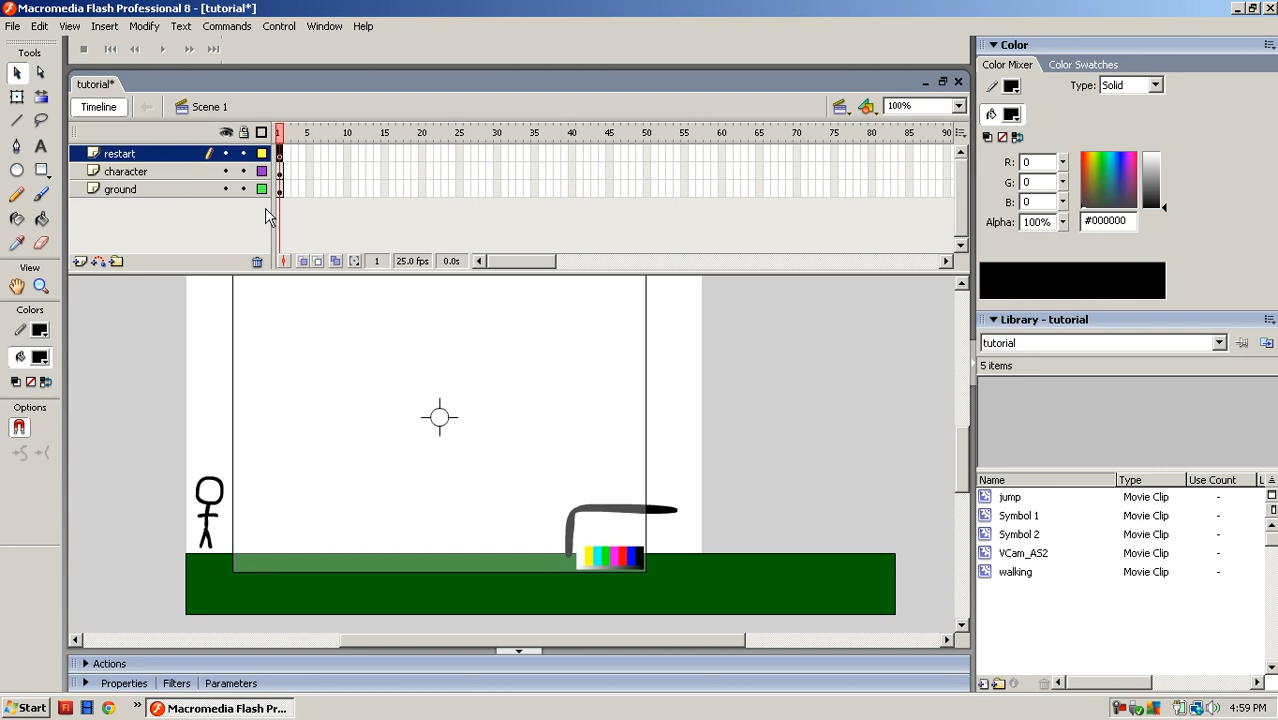 Macromedia Flash Professional 8 - [tutorial*]
File Edit View Insert Modify Text Commands Control Window Help
Tools
View
Colors
Options
tutorial*
Timeline
Scene 1
100%
1 5 10 15 20 25 30 35 40 45 50 55 60 65 70 75 80 85 90
restart
character
ground
1 25.0 fps 0.0s
Actions
Properties Filters Parameters
Color
Color Mixer Color Swatches
Type: Solid
R: 0
G: 0
B: 0
Alpha: 100% #000000
Library - tutorial
tutorial
5 items
Name Type Use Count L
jump Movie Clip -
Symbol 1 Movie Clip -
Symbol 2 Movie Clip -
VCam_AS2 Movie Clip -
walking Movie Clip -
Start
Macromedia Flash Pr...
4:59 PM